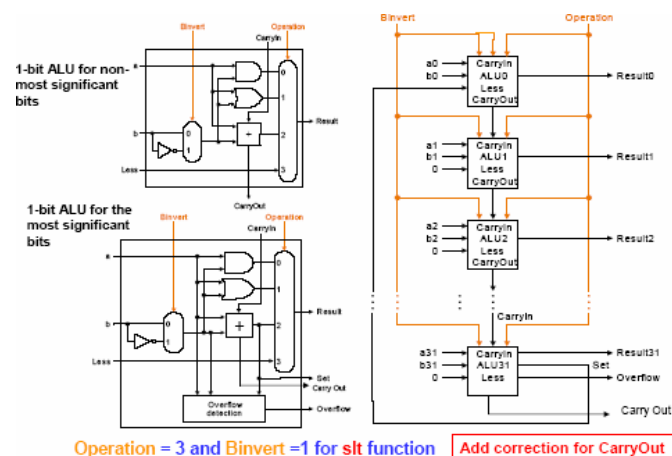 1-bit ALU for non-
most significant
bits
Binvert
Operation
CarryIn
a
0
1
Result
b
0
1
+
2
Less
3
CarryOut
1-bit ALU for the
most significant
bits
Binvert
Operation
CarryIn
a
0
1
Result
b
0
1
+
2
Less
3
Set
Carry Out
Overflow
detection
Overflow
Binvert
Operation
a0
b0
CarryIn
ALU0
Less
CarryOut
Result0
a1
b1
0
CarryIn
ALU1
Less
CarryOut
Result1
a2
b2
0
CarryIn
ALU2
Less
CarryOut
Result2
CarryIn
a31
b31
0
CarryIn
ALU31
Less
Result31
Set
Overflow
Carry Out
Operation = 3 and Binvert =1 for slt function
Add correction for CarryOut